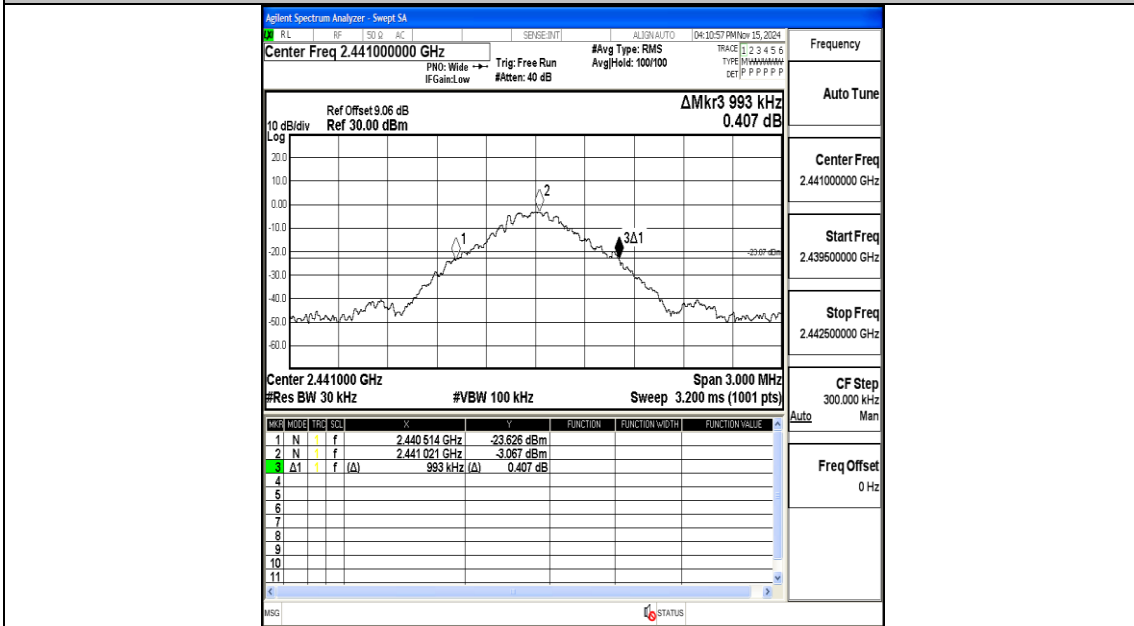 Agilent Spectrum Analyzer - Swept SA
RL RF 50 Ω AC SENSE:INT ALIGN AUTO 04:10:57 PM Nov 15, 2024
Center Freq 2.441000000 GHz
PNO: Wide
IFGain:Low
Trig: Free Run
#Atten: 40 dB
#Avg Type: RMS
Avg|Hold: 100/100
TRACE 1 2 3 4 5 6
TYPE
DET P P P P P P
Frequency
Auto Tune
Center Freq
2.441000000 GHz
Start Freq
2.439500000 GHz
Stop Freq
2.442500000 GHz
CF Step
300.000 kHz
Auto Man
Freq Offset
0 Hz
ΔMkr3 993 kHz
0.407 dB
Ref Offset 9.06 dB
10 dB/div Ref 30.00 dBm
Log
20.0
10.0
0.00
-10.0
-20.0
-30.0
-40.0
-50.0
-60.0
1
2
3Δ1
-23.07 dBm
Center 2.441000 GHz Span 3.000 MHz
#Res BW 30 kHz #VBW 100 kHz Sweep 3.200 ms (1001 pts)
MKR MODE TRC SCL X Y FUNCTION FUNCTION WIDTH FUNCTION VALUE
1 N 1 f 2.440 514 GHz -23.626 dBm
2 N 1 f 2.441 021 GHz -3.067 dBm
3 Δ1 1 f (Δ) 993 kHz (Δ) 0.407 dB
4
5
6
7
8
9
10
11
MSG STATUS